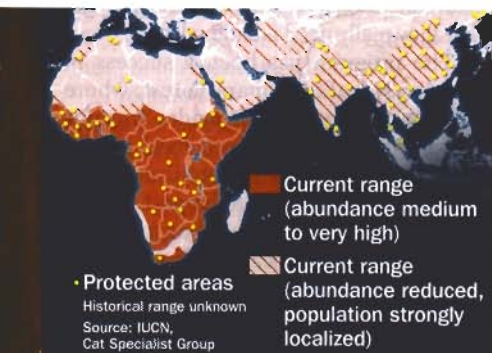 Current range
(abundance medium
to very high)
Current range
(abundance reduced,
population strongly
localized)
Protected areas
Historical range unknown
Source: IUCN,
Cat Specialist Group